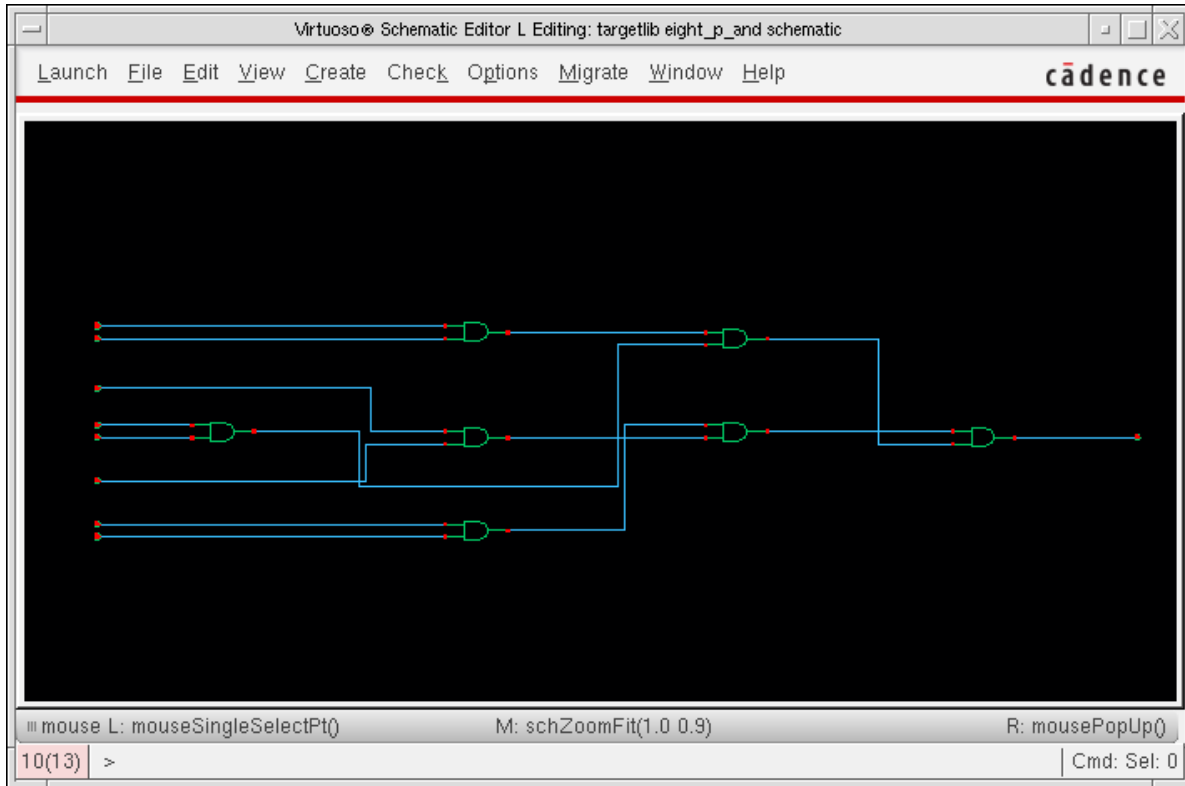 Virtuoso® Schematic Editor L Editing: targetlib eight_p_and schematic
Launch File Edit View Create Check Options Migrate Window Help cādence
mouse L: mouseSingleSelectPt() M: schZoomFit(1.0 0.9) R: mousePopUp()
10(13) > Cmd: Sel: 0